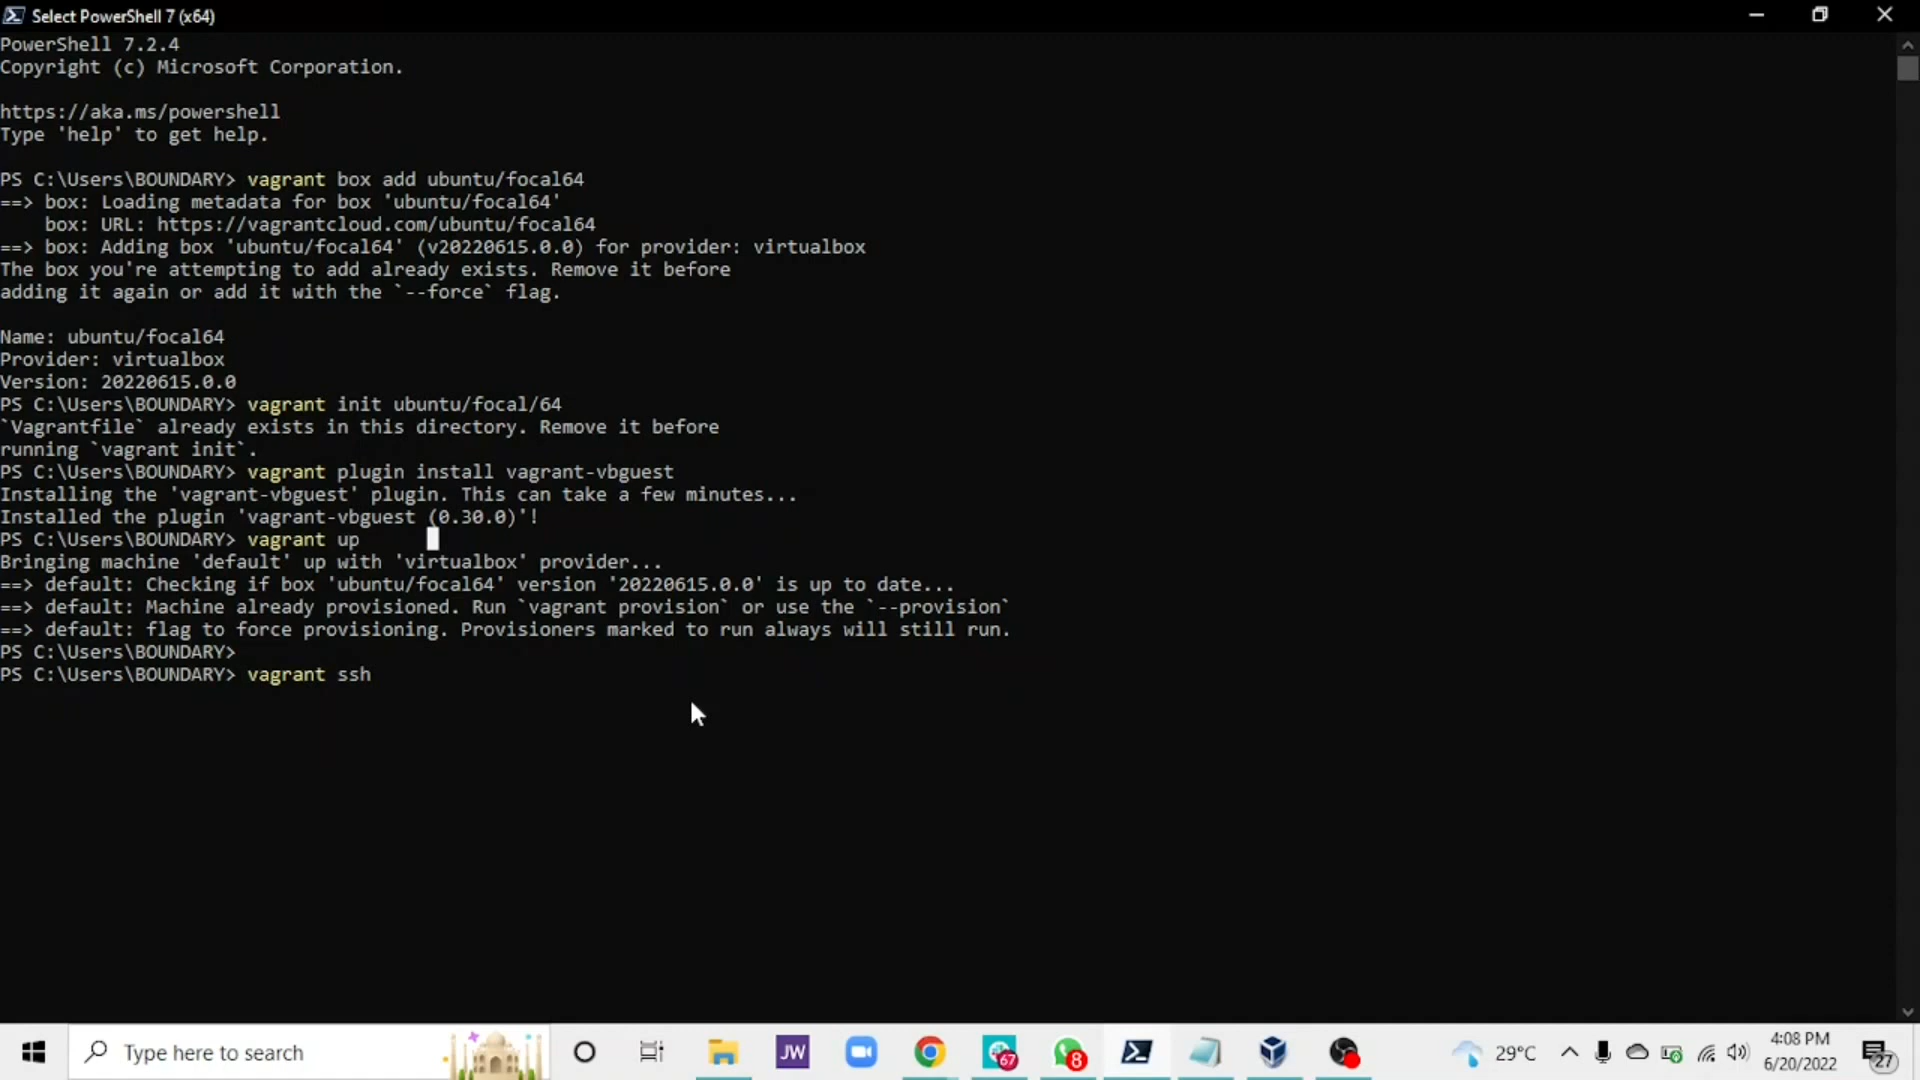 Select PowerShell 7 (x64)
PowerShell 7.2.4
Copyright (c) Microsoft Corporation.
https://aka.ms/powershell
Type 'help' to get help.
PS C:\Users\BOUNDARY> vagrant box add ubuntu/focal64
==> box: Loading metadata for box 'ubuntu/focal64'
box: URL: https://vagrantcloud.com/ubuntu/focal64
==> box: Adding box 'ubuntu/focal64' (v20220615.0.0) for provider: virtualbox
The box you're attempting to add already exists. Remove it before
adding it again or add it with the `--force` flag.
Name: ubuntu/focal64
Provider: virtualbox
Version: 20220615.0.0
PS C:\Users\BOUNDARY> vagrant init ubuntu/focal/64
`Vagrantfile` already exists in this directory. Remove it before
running `vagrant init`.
PS C:\Users\BOUNDARY> vagrant plugin install vagrant-vbguest
Installing the 'vagrant-vbguest' plugin. This can take a few minutes...
Installed the plugin 'vagrant-vbguest (0.30.0)'!
PS C:\Users\BOUNDARY> vagrant up
Bringing machine 'default' up with 'virtualbox' provider...
==> default: Checking if box 'ubuntu/focal64' version '20220615.0.0' is up to date...
==> default: Machine already provisioned. Run `vagrant provision` or use the `--provision`
==> default: flag to force provisioning. Provisioners marked to run always will still run.
PS C:\Users\BOUNDARY>
PS C:\Users\BOUNDARY> vagrant ssh
Type here to search
JW
67
8
29°C
4:08 PM
6/20/2022
27